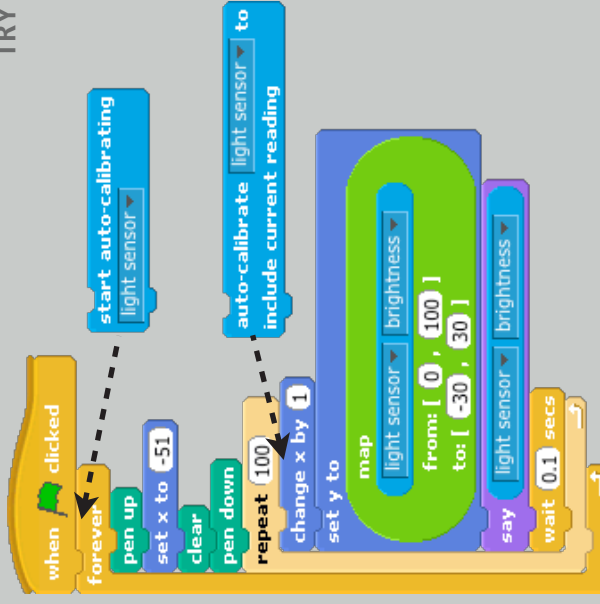 TRY
when clicked
forever
pen up
set x to -51
clear
pen down
repeat 100
change x by 1
set y to
map
light sensor brightness
from: [ 0 , 100 ]
to: [ -30 , 30 ]
say light sensor brightness
wait 0.1 secs
start auto-calibrating
light sensor
auto-calibrate light sensor to
include current reading